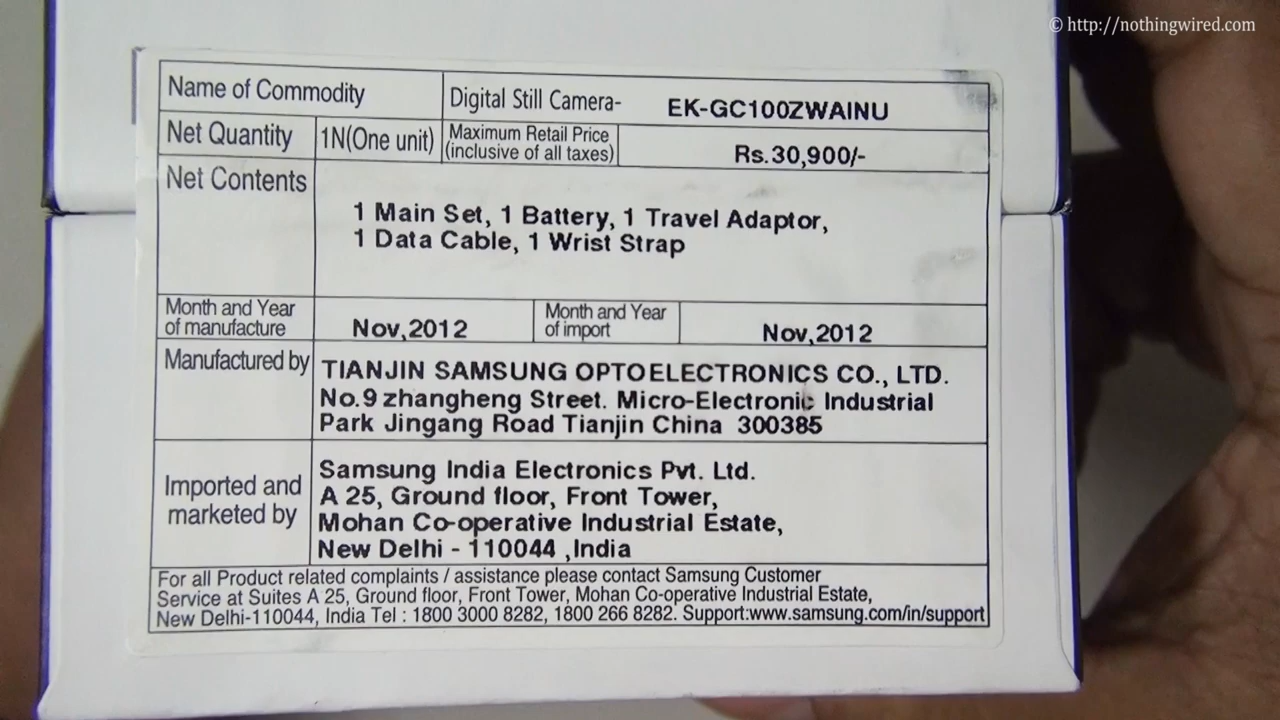 © http://nothingwired.com
Name of Commodity
Digital Still Camera- EK-GC100ZWAINU
Net Quantity
1N(One unit)
Maximum Retail Price
(inclusive of all taxes)
Rs.30,900/-
Net Contents
1 Main Set, 1 Battery, 1 Travel Adaptor,
1 Data Cable, 1 Wrist Strap
Month and Year
of manufacture
Nov,2012
Month and Year
of import
Nov,2012
Manufactured by
TIANJIN SAMSUNG OPTOELECTRONICS CO., LTD.
No.9 zhangheng Street. Micro-Electronic Industrial
Park Jingang Road Tianjin China 300385
Imported and
marketed by
Samsung India Electronics Pvt. Ltd.
A 25, Ground floor, Front Tower,
Mohan Co-operative Industrial Estate,
New Delhi - 110044 ,India
For all Product related complaints / assistance please contact Samsung Customer
Service at Suites A 25, Ground floor, Front Tower, Mohan Co-operative Industrial Estate,
New Delhi-110044, India Tel : 1800 3000 8282, 1800 266 8282. Support:www.samsung.com/in/support